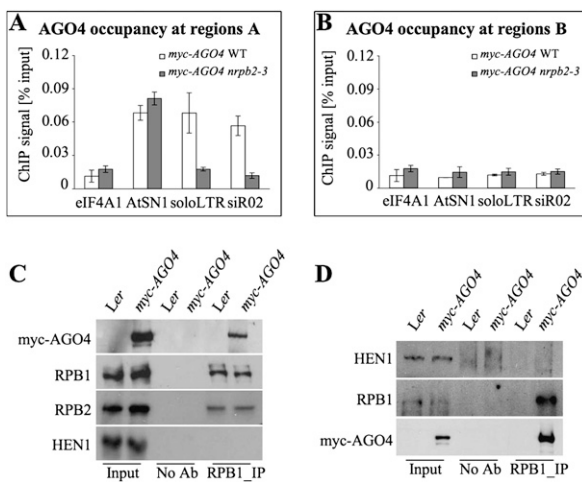 A AGO4 occupancy at regions A
myc-AGO4 WT
myc-AGO4 nrpb2-3
ChIP signal [% input]
0.12
0.09
0.06
0.03
0
eIF4A1 AtSN1 soloLTR siR02
B AGO4 occupancy at regions B
myc-AGO4 WT
myc-AGO4 nrpb2-3
ChIP signal [% input]
0.12
0.09
0.06
0.03
0
eIF4A1 AtSN1 soloLTR siR02
C
Ler myc-AGO4 Ler myc-AGO4 Ler myc-AGO4
myc-AGO4
RPB1
RPB2
HEN1
Input No Ab RPB1_IP
D
Ler myc-AGO4 Ler myc-AGO4 Ler myc-AGO4
HEN1
RPB1
myc-AGO4
Input No Ab RPB1_IP